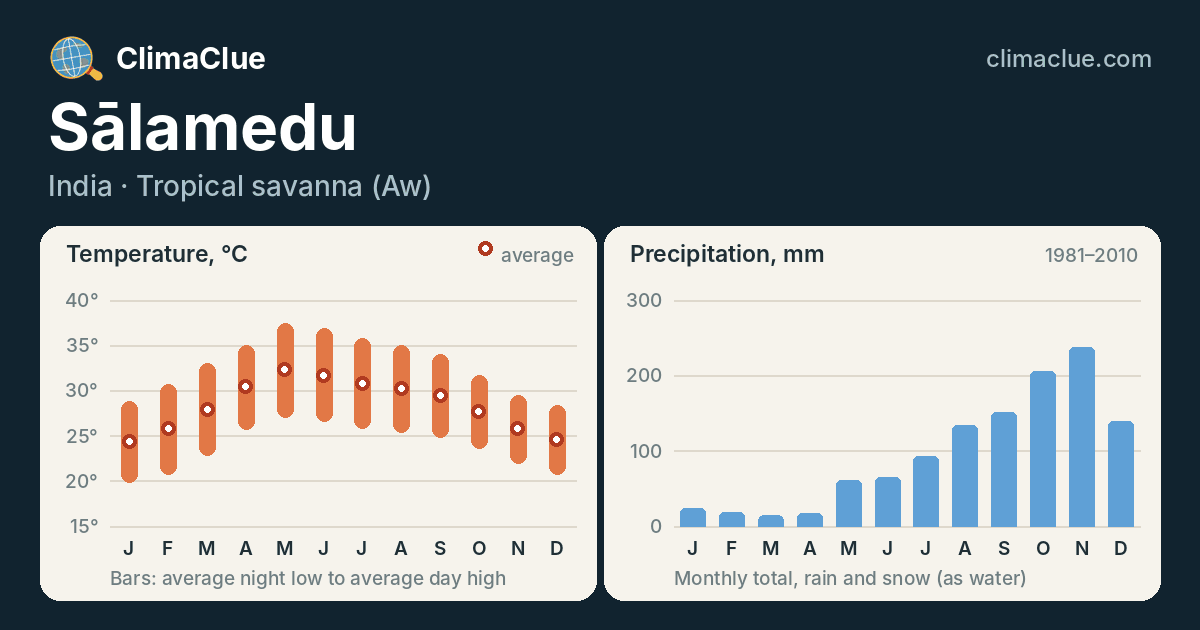 ClimaClue
climaclue.com
Sālamedu
India · Tropical savanna (Aw)
Temperature, °C
average
40°
35°
30°
25°
20°
15°
J F M A M J J A S O N D
Bars: average night low to average day high
Precipitation, mm
1981–2010
300
200
100
0
J F M A M J J A S O N D
Monthly total, rain and snow (as water)